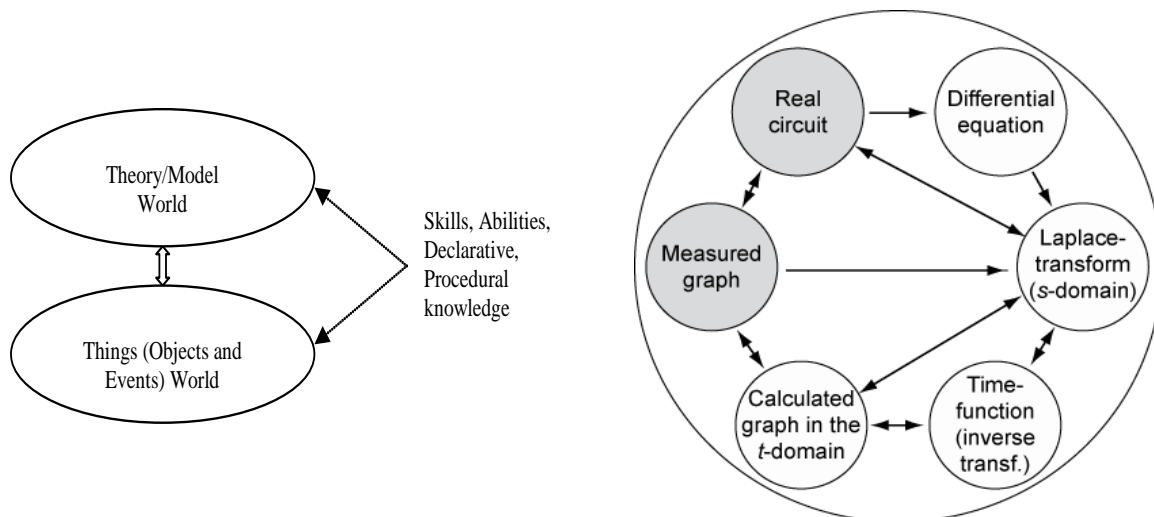 Theory/Model
World
Things (Objects and
Events) World
Skills, Abilities,
Declarative,
Procedural
knowledge
Real
circuit
Differential
equation
Measured
graph
Laplace-
transform
(s-domain)
Calculated
graph in the
t-domain
Time-
function
(inverse
transf.)